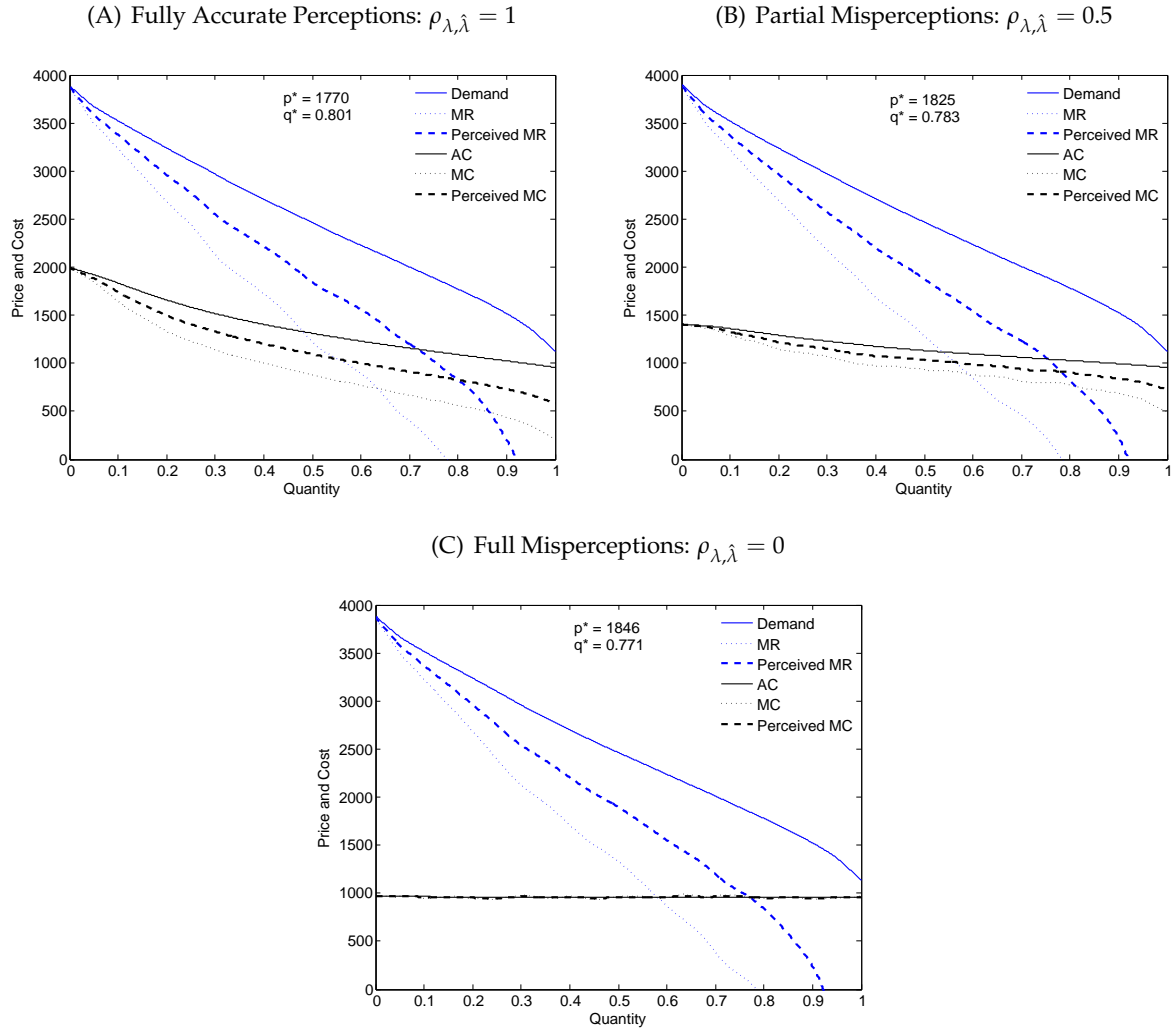 (A) Fully Accurate Perceptions: ρλ,λ̂ = 1
4000
3500
3000
2500
2000
1500
1000
500
0
Price and Cost
p* = 1770
q* = 0.801
Demand
MR
Perceived MR
AC
MC
Perceived MC
0 0.1 0.2 0.3 0.4 0.5 0.6 0.7 0.8 0.9 1
Quantity
(B) Partial Misperceptions: ρλ,λ̂ = 0.5
4000
3500
3000
2500
2000
1500
1000
500
0
Price and Cost
p* = 1825
q* = 0.783
Demand
MR
Perceived MR
AC
MC
Perceived MC
0 0.1 0.2 0.3 0.4 0.5 0.6 0.7 0.8 0.9 1
Quantity
(C) Full Misperceptions: ρλ,λ̂ = 0
4000
3500
3000
2500
2000
1500
1000
500
0
Price and Cost
p* = 1846
q* = 0.771
Demand
MR
Perceived MR
AC
MC
Perceived MC
0 0.1 0.2 0.3 0.4 0.5 0.6 0.7 0.8 0.9 1
Quantity